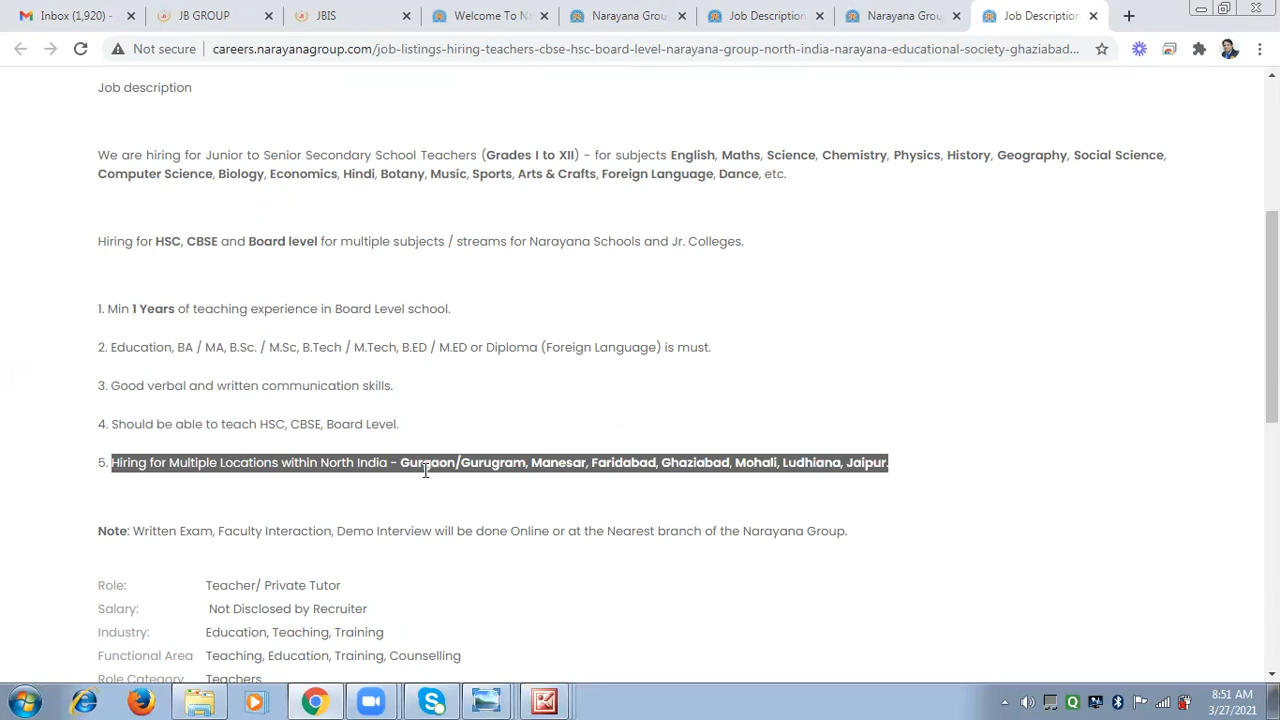 Inbox (1,920) -
JB GROUP
JBIS
Welcome To N
Narayana Grou
Job Description
Narayana Grou
Job Description
Not secure
careers.narayanagroup.com/job-listings-hiring-teachers-cbse-hsc-board-level-narayana-group-north-india-narayana-educational-society-ghaziabad...
Job description
We are hiring for Junior to Senior Secondary School Teachers (Grades I to XII) - for subjects English, Maths, Science, Chemistry, Physics, History, Geography, Social Science,
Computer Science, Biology, Economics, Hindi, Botany, Music, Sports, Arts & Crafts, Foreign Language, Dance, etc.
Hiring for HSC, CBSE and Board level for multiple subjects / streams for Narayana Schools and Jr. Colleges.
1. Min 1 Years of teaching experience in Board Level school.
2. Education, BA / MA, B.Sc. / M.Sc, B.Tech / M.Tech, B.ED / M.ED or Diploma (Foreign Language) is must.
3. Good verbal and written communication skills.
4. Should be able to teach HSC, CBSE, Board Level.
5. Hiring for Multiple Locations within North India - Gurgaon/Gurugram, Manesar, Faridabad, Ghaziabad, Mohali, Ludhiana, Jaipur.
Note: Written Exam, Faculty Interaction, Demo Interview will be done Online or at the Nearest branch of the Narayana Group.
Role: Teacher/ Private Tutor
Salary: Not Disclosed by Recruiter
Industry: Education, Teaching, Training
Functional Area Teaching, Education, Training, Counselling
Role Category Teachers
8:51 AM
3/27/2021